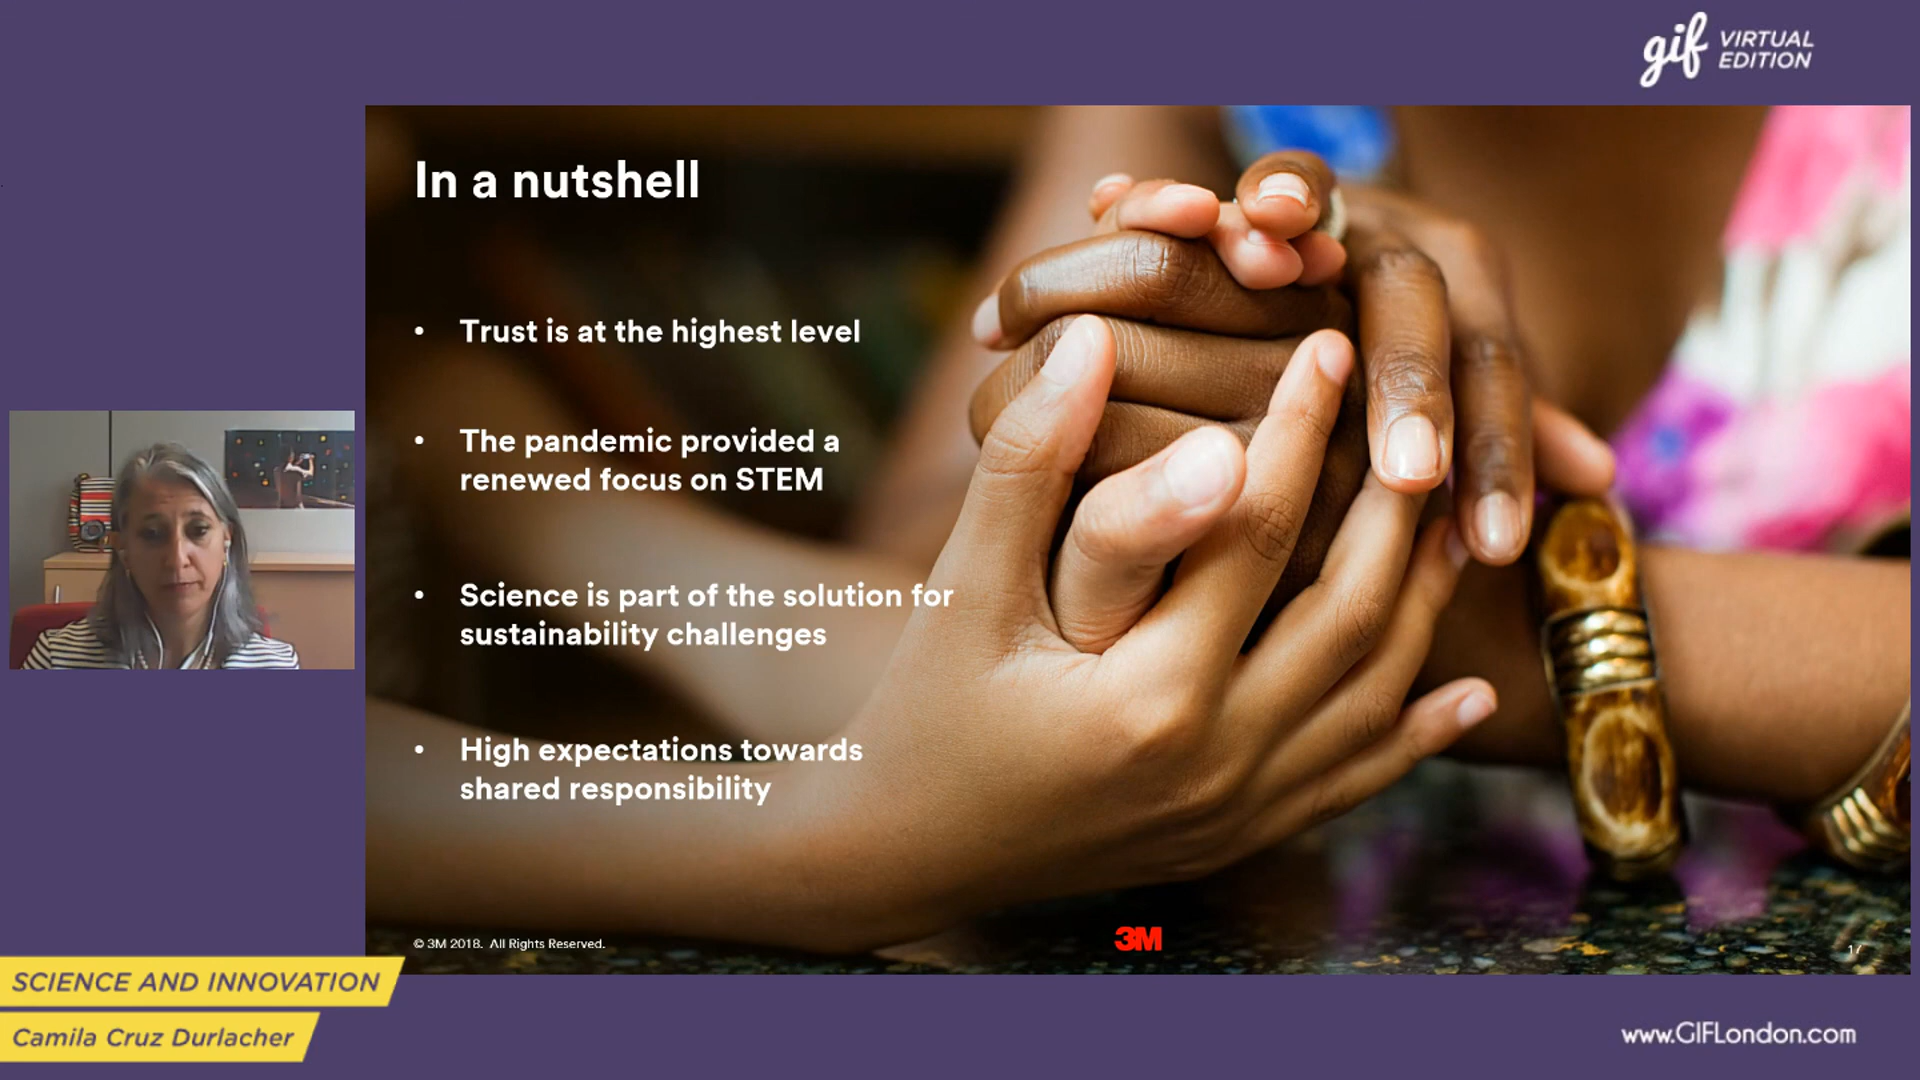 gif VIRTUAL
EDITION
In a nutshell
• Trust is at the highest level
• The pandemic provided a
renewed focus on STEM
• Science is part of the solution for
sustainability challenges
• High expectations towards
shared responsibility
© 3M 2018. All Rights Reserved.
3M
17
SCIENCE AND INNOVATION
Camila Cruz Durlacher
www.GIFLondon.com